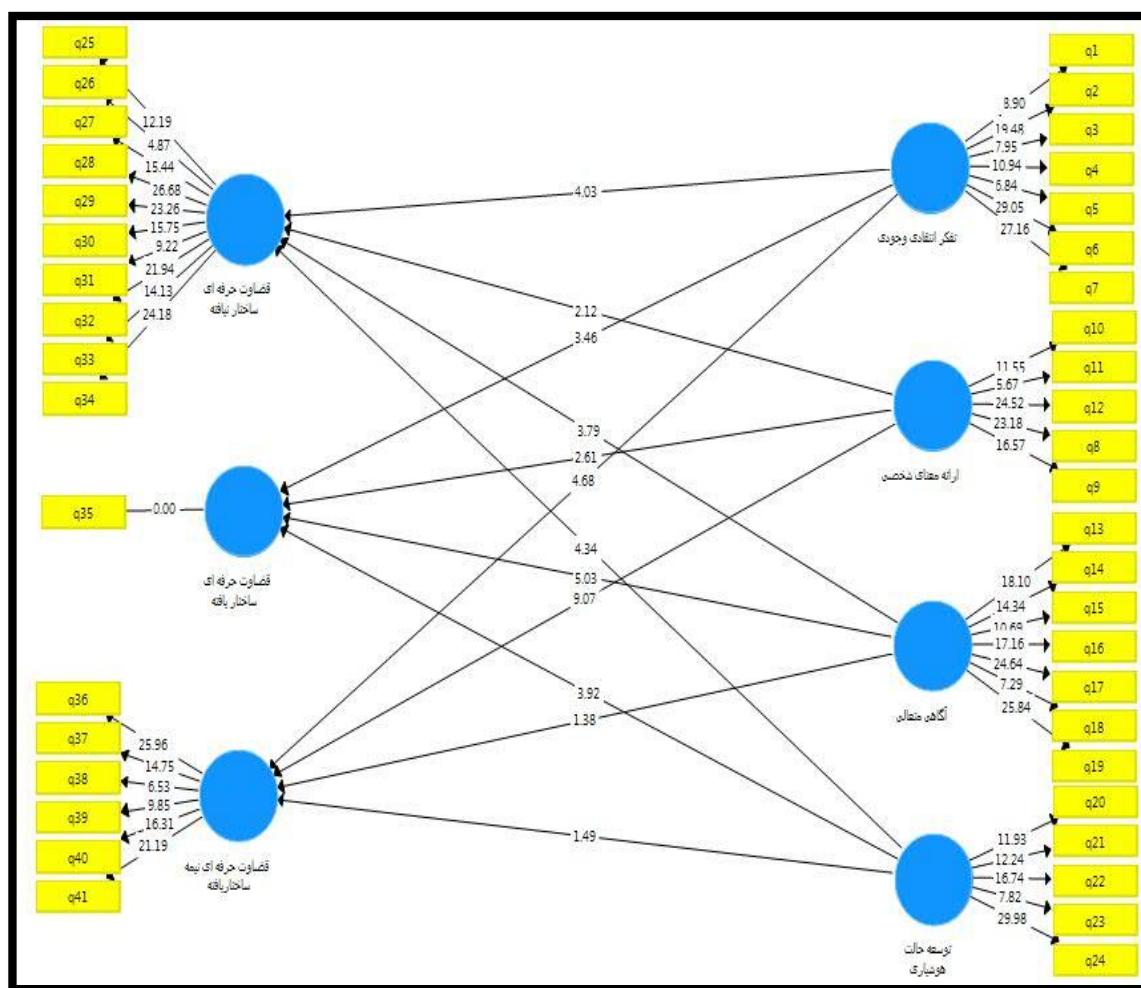 q25
q26
q27
q28
q29
q30
q31
q32
q33
q34
12.19
4.87
15.44
26.68
23.26
15.75
9.22
21.94
14.13
24.18
قضاوت حرفه ای
ساختار نیافته
q35
0.00
قضاوت حرفه ای
ساختار یافته
q36
q37
q38
q39
q40
q41
25.96
14.75
6.53
9.85
16.31
21.19
قضاوت حرفه ای نیمه
ساختاریافته
4.03
2.12
3.46
3.79
2.61
4.68
4.34
5.03
9.07
3.92
1.38
1.49
q1
q2
q3
q4
q5
q6
q7
8.90
19.48
7.95
10.94
6.84
29.05
27.16
تفکر انتقادی وجودی
q10
q11
q12
q8
q9
11.55
5.67
24.52
23.18
16.57
ارائه معنای شخصی
q13
q14
q15
q16
q17
q18
q19
18.10
14.34
10.69
17.16
24.64
7.29
25.84
آگاهی متعالی
q20
q21
q22
q23
q24
11.93
12.24
16.74
7.82
29.98
توسعه حالت
هوشیاری